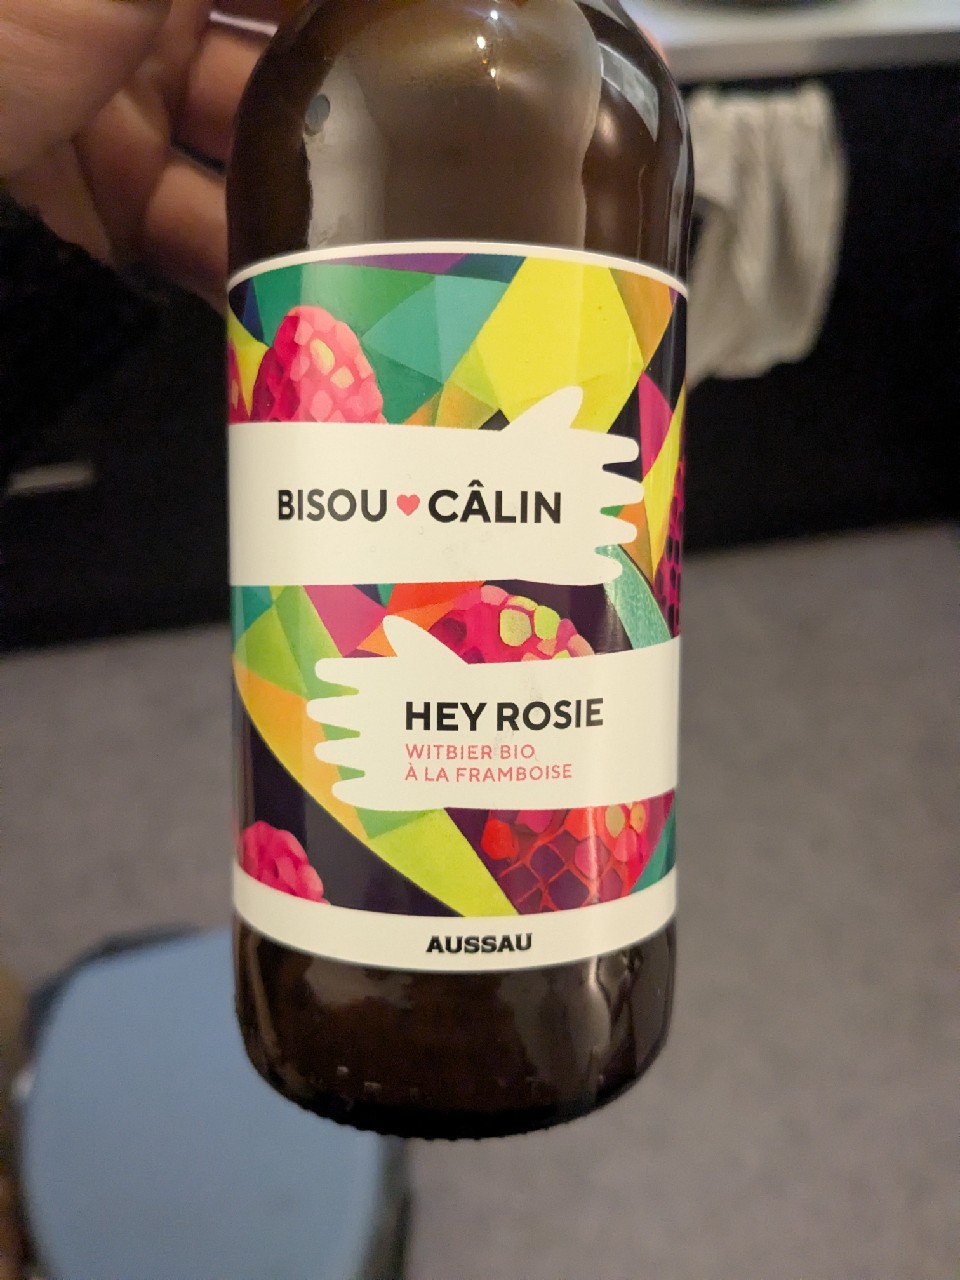 BISOU ♥ CÂLIN
HEY ROSIE
WITBIER BIO
À LA FRAMBOISE
AUSSAU